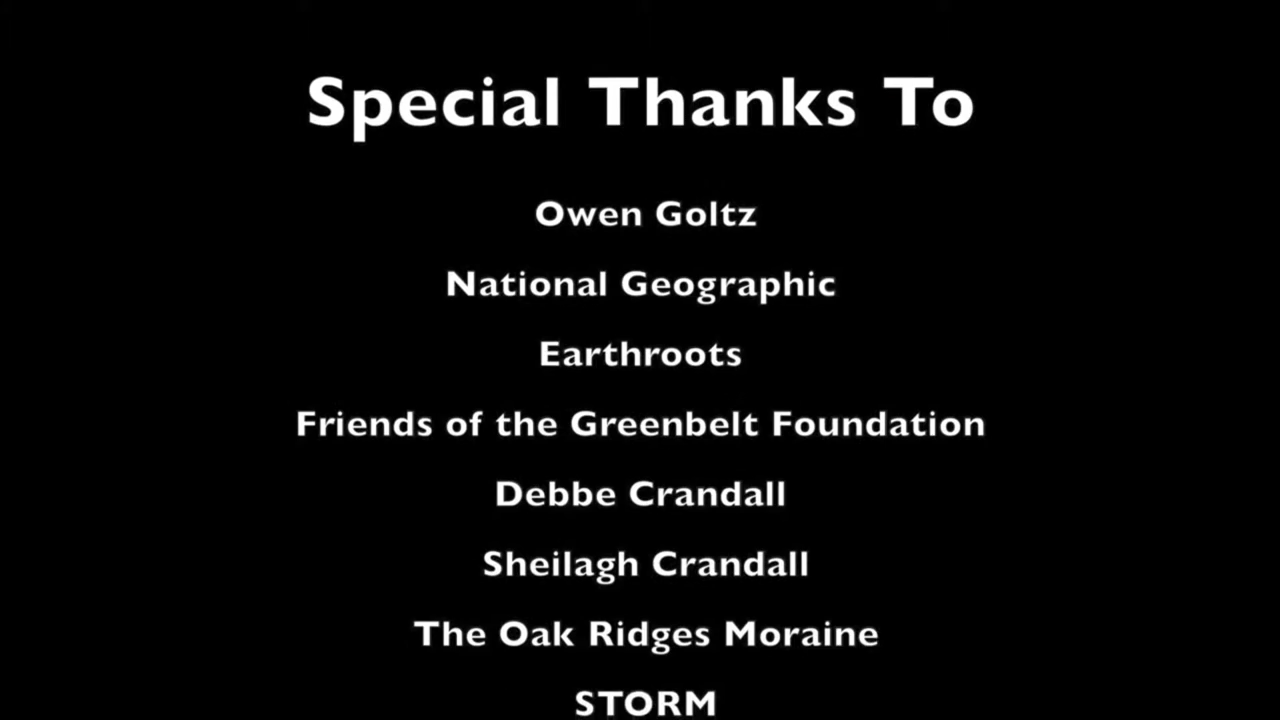 Special Thanks To
Owen Goltz
National Geographic
Earthroots
Friends of the Greenbelt Foundation
Debbe Crandall
Sheilagh Crandall
The Oak Ridges Moraine
STORM